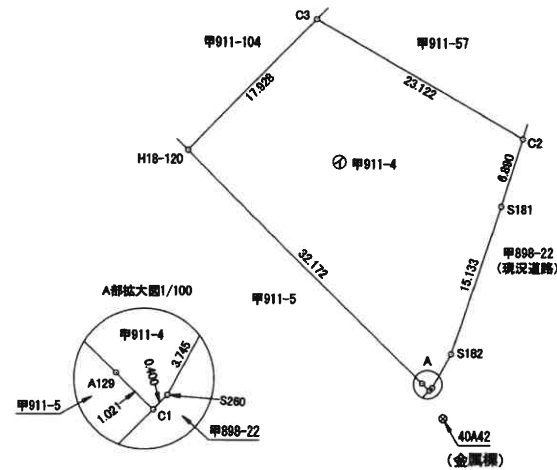 C3
甲911-104
甲911-57
17.928
23.122
C2
H18-120
㋑ 甲911-4
6.890
S181
甲898-22
(現況道路)
32.172
15.133
甲911-5
A部拡大図1/100
甲911-4
3.745
0.400
A129
甲911-5
1.021
C1
S260
甲898-22
A
S182
40A42
(金属標)